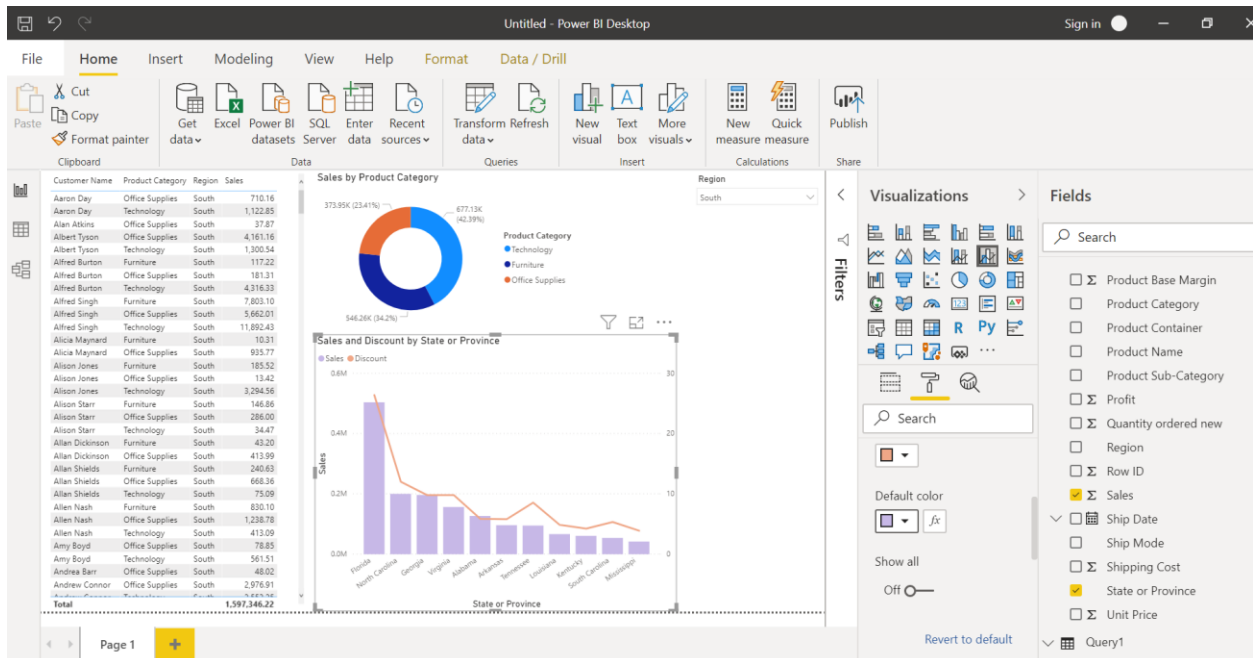 Untitled - Power BI Desktop
Sign in
File Home Insert Modeling View Help Format Data / Drill
Paste
Cut
Copy
Format painter
Get data
Excel
Power BI datasets
SQL Server
Enter data
Recent sources
Transform data
Refresh
New visual
Text box
More visuals
New measure
Quick measure
Publish
Clipboard Data Queries Insert Calculations Share
Customer Name Product Category Region Sales
Aaron Day Office Supplies South 710.16
Aaron Day Technology South 1,122.85
Alan Atkins Office Supplies South 37.87
Albert Tyson Office Supplies South 4,161.16
Albert Tyson Technology South 1,300.54
Alfred Burton Furniture South 117.22
Alfred Burton Office Supplies South 181.31
Alfred Burton Technology South 4,316.33
Alfred Singh Furniture South 7,803.10
Alfred Singh Office Supplies South 5,662.01
Alfred Singh Technology South 11,892.43
Alicia Maynard Furniture South 10.31
Alicia Maynard Office Supplies South 935.77
Alison Jones Furniture South 185.52
Alison Jones Office Supplies South 13.42
Alison Jones Technology South 3,294.56
Alison Starr Furniture South 146.86
Alison Starr Office Supplies South 286.00
Alison Starr Technology South 34.47
Allan Dickinson Furniture South 43.20
Allan Dickinson Office Supplies South 413.99
Allan Shields Furniture South 240.63
Allan Shields Office Supplies South 668.36
Allan Shields Technology South 75.09
Allen Nash Furniture South 830.10
Allen Nash Office Supplies South 1,238.78
Allen Nash Technology South 413.09
Amy Boyd Office Supplies South 78.85
Amy Boyd Technology South 561.51
Andrea Barr Office Supplies South 48.02
Andrew Connor Office Supplies South 2,976.91
Total 1,597,346.22
Sales by Product Category
373.95K (23.41%)
677.13K
(42.39%)
546.26K (34.2%)
Product Category
Technology
Furniture
Office Supplies
Region
South
Sales and Discount by State or Province
Sales Discount
0.6M 30
0.4M 20
0.2M 10
0.0M 0
Sales
Florida
North Carolina
Georgia
Virginia
Alabama
Arkansas
Tennessee
Louisiana
Kentucky
South Carolina
Mississippi
State or Province
Filters
Visualizations
123
R Py
Search
Default color
fx
Show all
Off
Revert to default
Fields
Search
Σ Product Base Margin
Product Category
Product Container
Product Name
Product Sub-Category
Σ Profit
Σ Quantity ordered new
Region
Σ Row ID
Σ Sales
Ship Date
Ship Mode
Σ Shipping Cost
State or Province
Σ Unit Price
Query1
Page 1